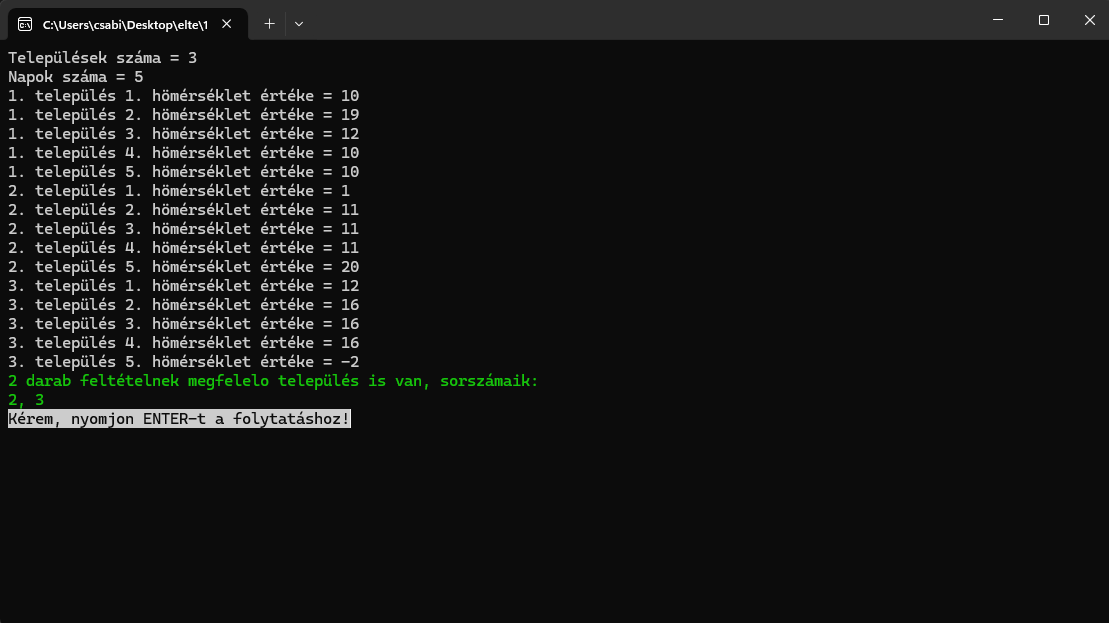 C:\Users\csabi\Desktop\elte\1
Települések száma = 3
Napok száma = 5
1. település 1. hömérséklet értéke = 10
1. település 2. hömérséklet értéke = 19
1. település 3. hömérséklet értéke = 12
1. település 4. hömérséklet értéke = 10
1. település 5. hömérséklet értéke = 10
2. település 1. hömérséklet értéke = 1
2. település 2. hömérséklet értéke = 11
2. település 3. hömérséklet értéke = 11
2. település 4. hömérséklet értéke = 11
2. település 5. hömérséklet értéke = 20
3. település 1. hömérséklet értéke = 12
3. település 2. hömérséklet értéke = 16
3. település 3. hömérséklet értéke = 16
3. település 4. hömérséklet értéke = 16
3. település 5. hömérséklet értéke = -2
2 darab feltételnek megfelelo település is van, sorszámaik:
2, 3
Kérem, nyomjon ENTER-t a folytatáshoz!